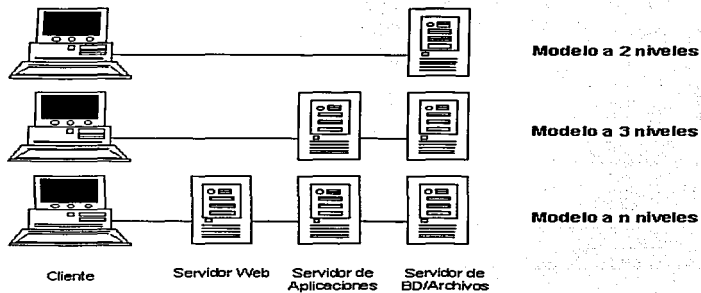 Modelo a 2 niveles
Modelo a 3 niveles
Modelo a n niveles
Cliente
Servidor Web
Servidor de
Aplicaciones
Servidor de
BD/Archivos